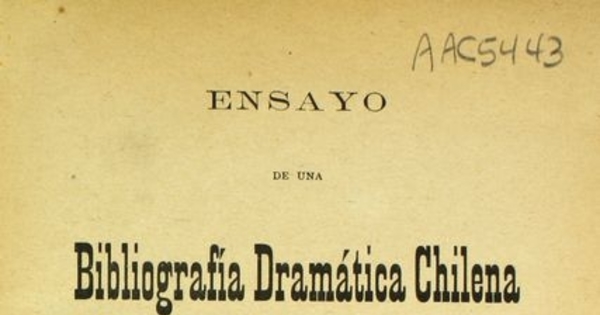 AAC5443
ENSAYO
DE UNA
Bibliografía Dramática Chilena